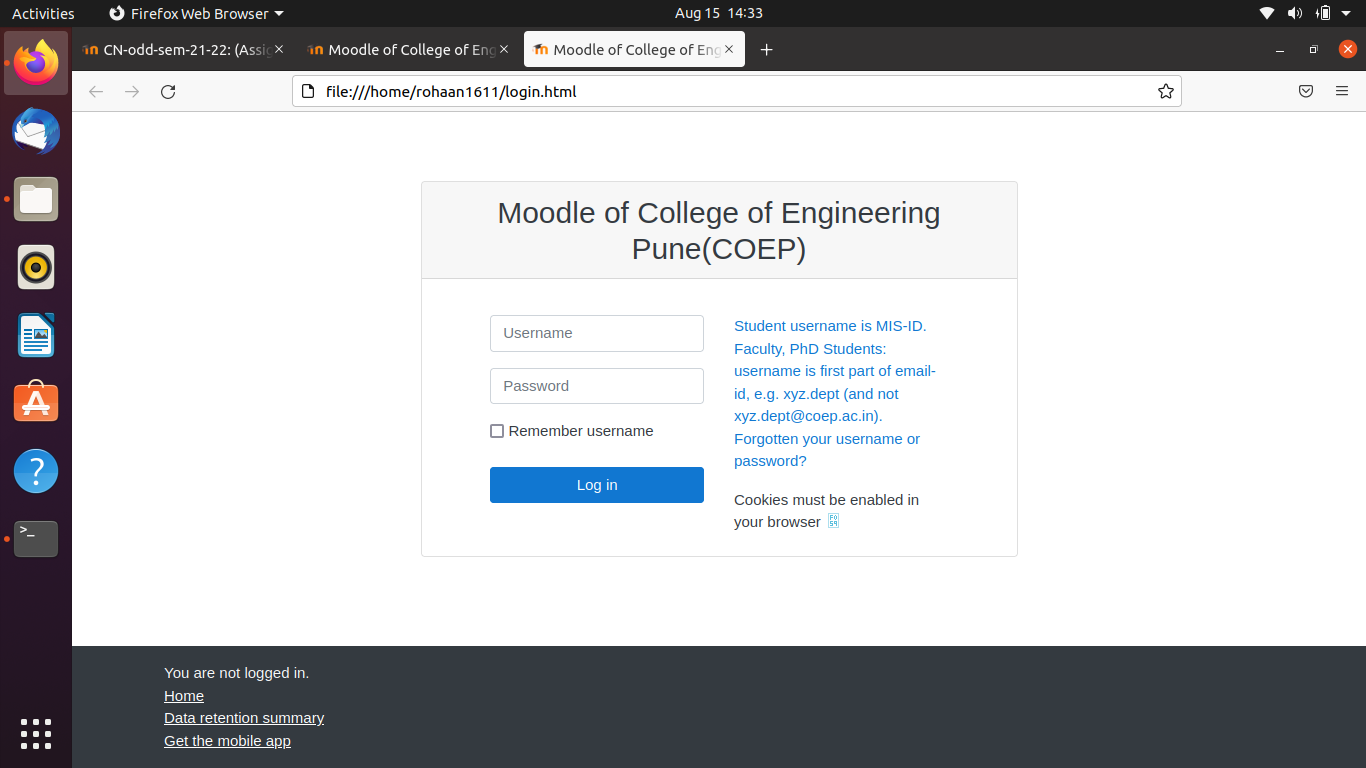 Activities
Firefox Web Browser
Aug 15 14:33
CN-odd-sem-21-22: (Assi
Moodle of College of Eng
Moodle of College of Eng
file:///home/rohaan1611/login.html
Moodle of College of Engineering
Pune(COEP)
Username
Password
Remember username
Log in
Student username is MIS-ID.
Faculty, PhD Students:
username is first part of email-
id, e.g. xyz.dept (and not
xyz.dept@coep.ac.in).
Forgotten your username or
password?
Cookies must be enabled in
your browser
You are not logged in.
Home
Data retention summary
Get the mobile app